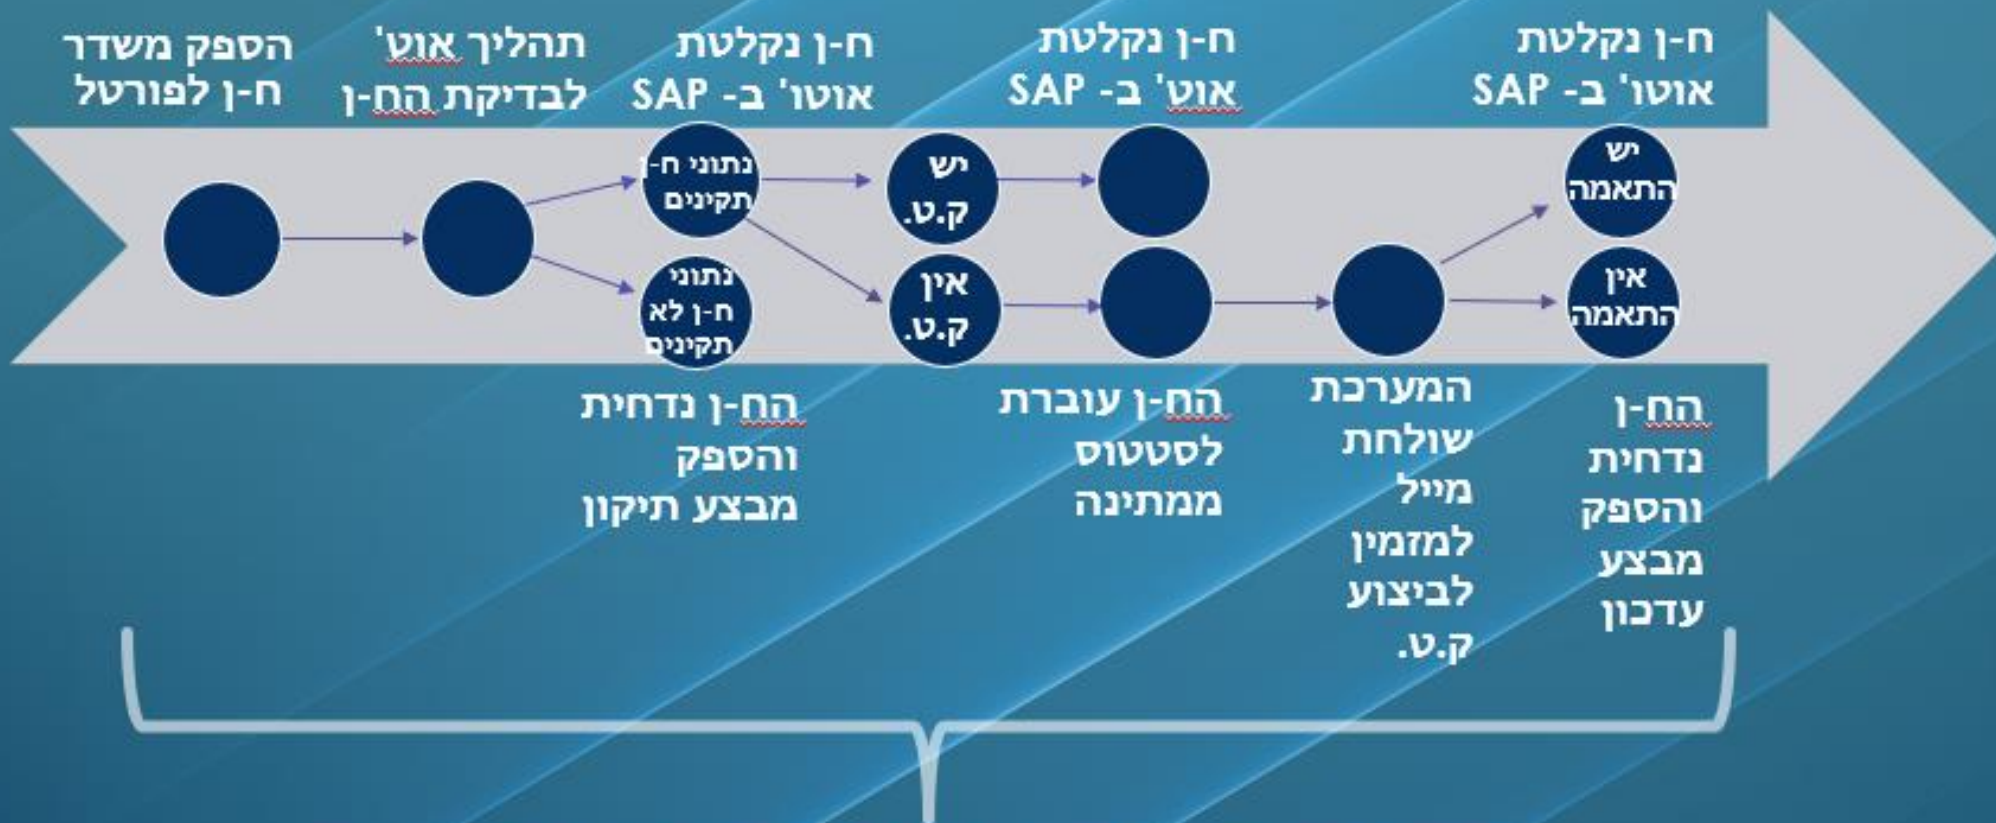 הספק משדר
ח-ן לפורטל
תהליך אוט'
לבדיקת הח-ן
ח-ן נקלטת
אוטו' ב- SAP
ח-ן נקלטת
אוט' ב- SAP
ח-ן נקלטת
אוטו' ב- SAP
נתוני ח-ן
תקינים
נתוני
ח-ן לא
תקינים
יש
ק.ט.
אין
ק.ט.
יש
התאמה
אין
התאמה
הח-ן נדחית
והספק
מבצע תיקון
הח-ן עוברת
לסטטוס
ממתינה
המערכת
שולחת
מייל
למזמין
לביצוע
ק.ט.
הח-ן
נדחית
והספק
מבצע
עדכון